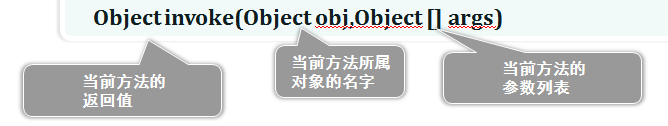 Object invoke(Object obj,Object [] args)
当前方法的
返回值
当前方法所属
对象的名字
当前方法的
参数列表